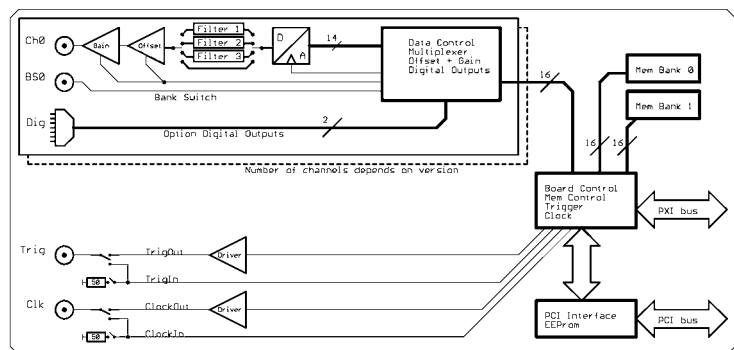 Ch0
Gain
Offset
Filter 1
Filter 2
Filter 3
D
A
14
Data Control
Multiplexer
Offset + Gain
Digital Outputs
BS0
Bank Switch
Dig
2
Option Digital Outputs
Number of channels depends on version
16
Mem Bank 0
Mem Bank 1
16
16
Board Control
Mem Control
Trigger
Clock
PXI bus
Trig
TrigOut
Driver
50
TrigIn
Clk
ClockOut
Driver
50
ClockIn
PCI Interface
EEProm
PCI bus